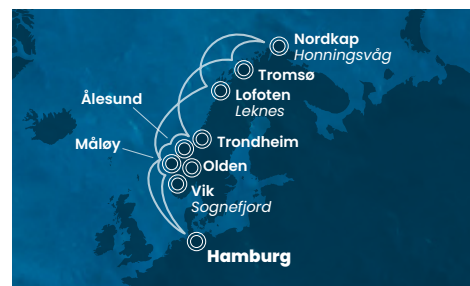 Nordkap
Honningsvåg
Tromsø
Lofoten
Leknes
Ålesund
Trondheim
Måløy
Olden
Vik
Sognefjord
Hamburg